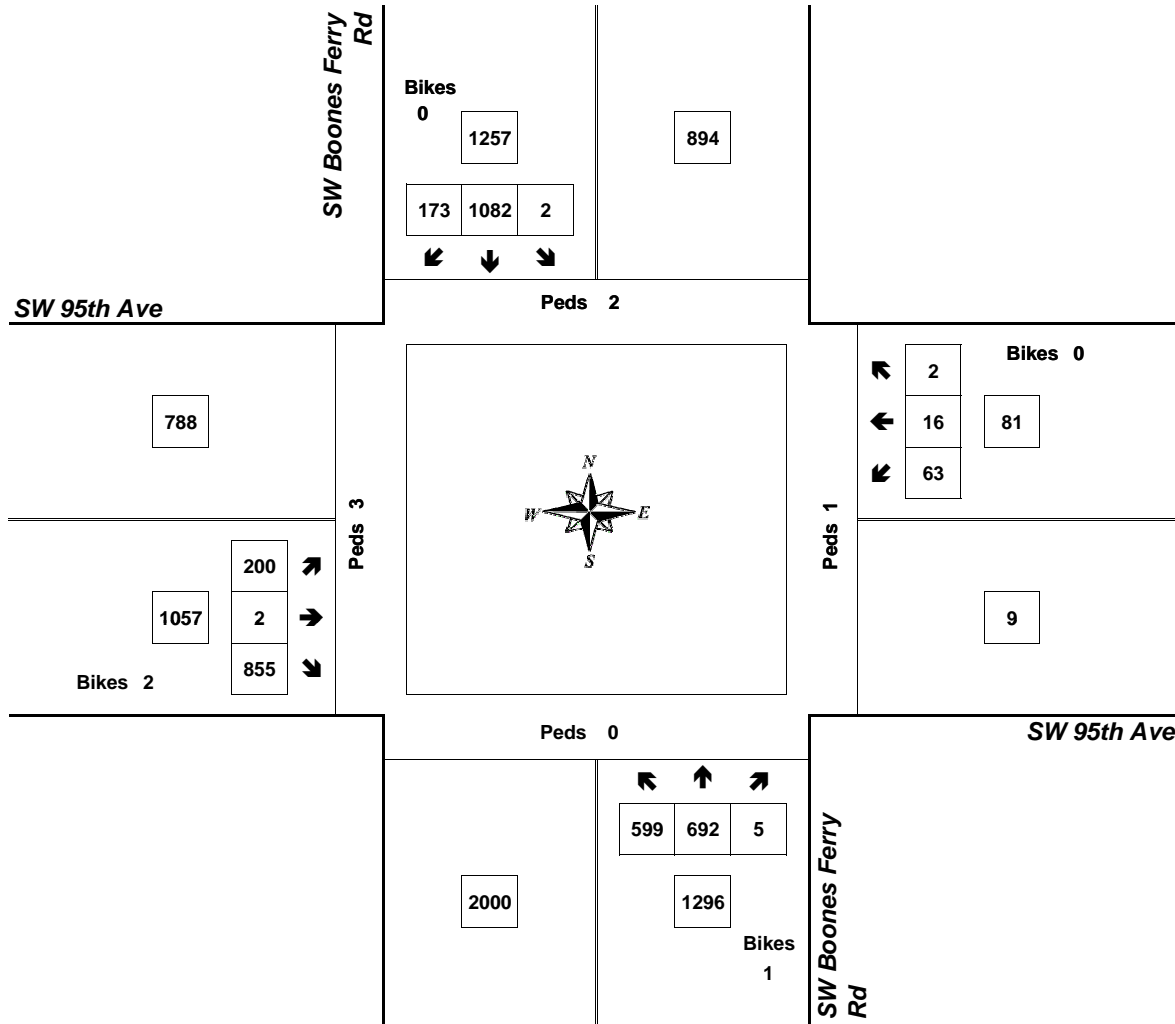 SW Boones Ferry
Rd
Bikes
0
1257
894
173 1082 2
Peds 2
SW 95th Ave
Bikes 0
2
788
16 81
63
N
W E
S
Peds 3
Peds 1
200
1057 2
9
855
Bikes 2
Peds 0
SW 95th Ave
599 692 5
2000
1296
Bikes
1
SW Boones Ferry
Rd